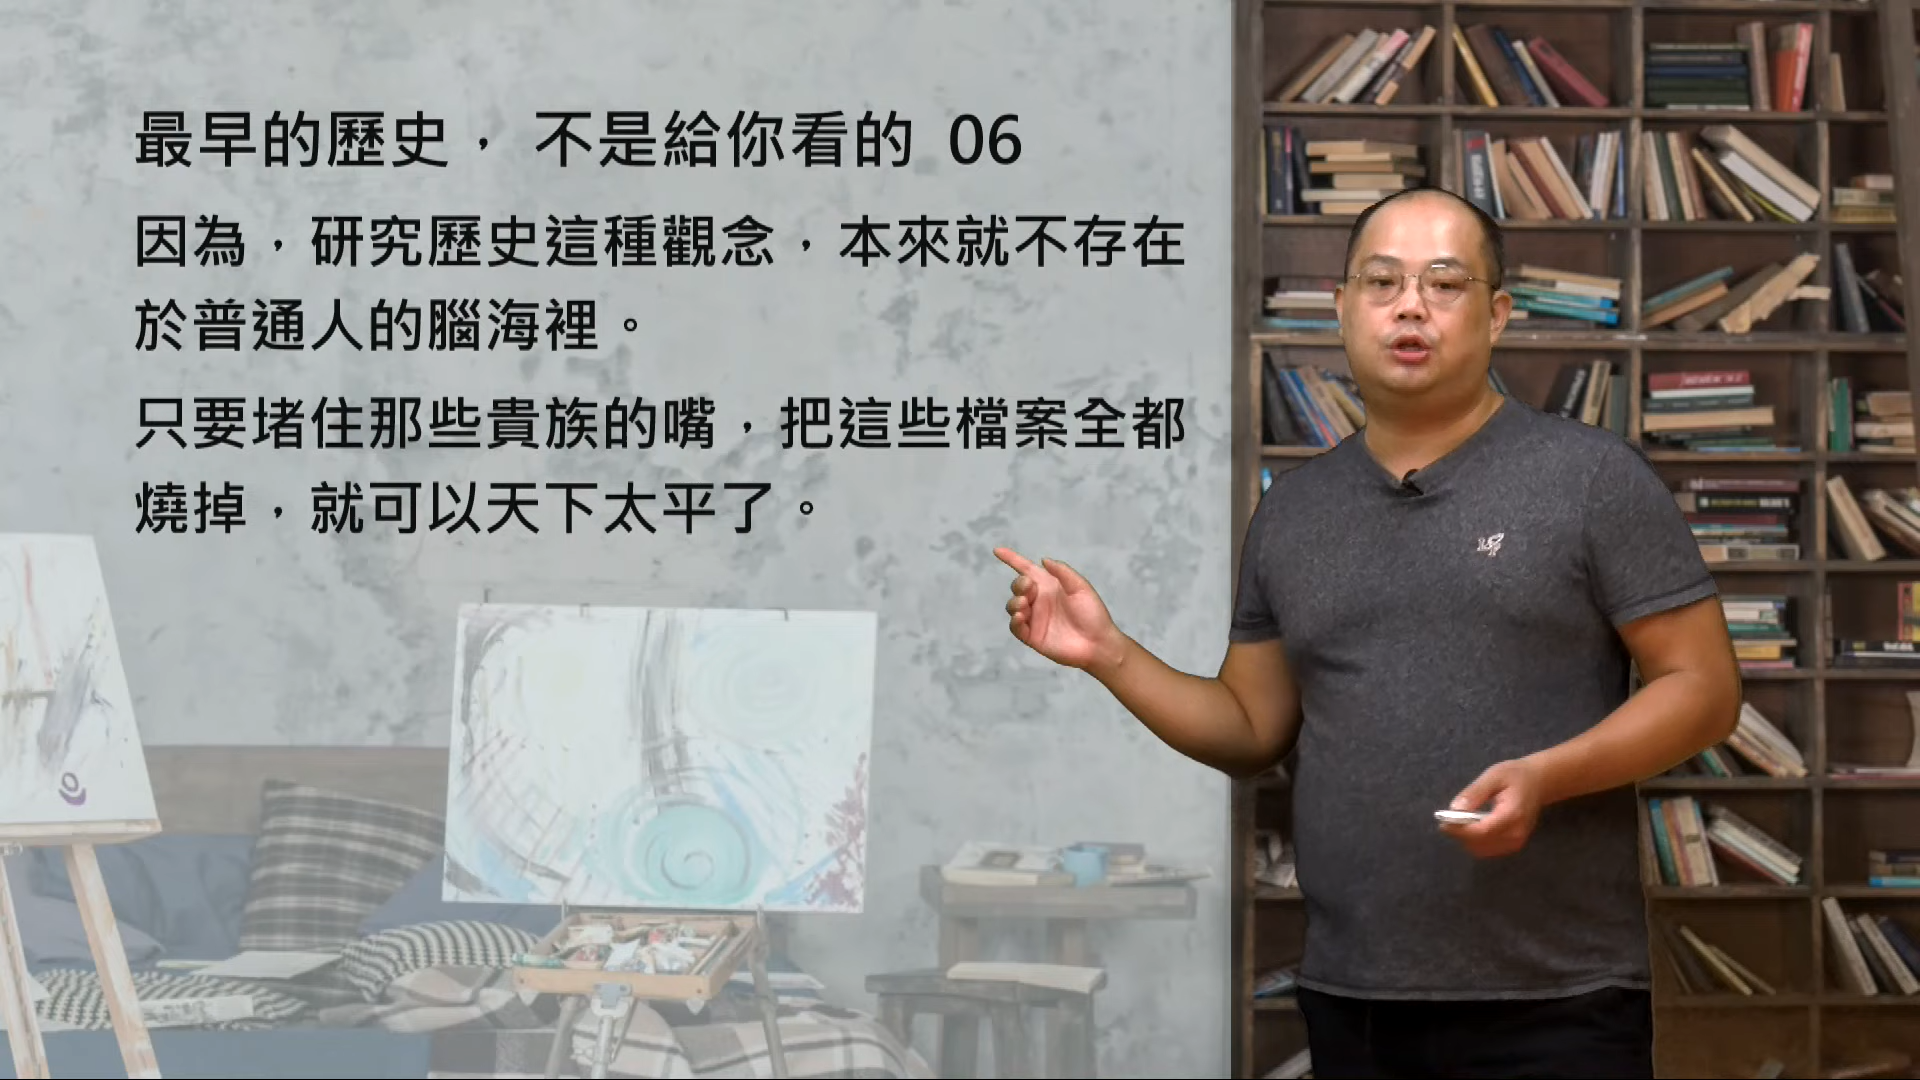 最早的歷史， 不是給你看的 06
因為，研究歷史這種觀念，本來就不存在
於普通人的腦海裡。
只要堵住那些貴族的嘴，把這些檔案全都
燒掉，就可以天下太平了。